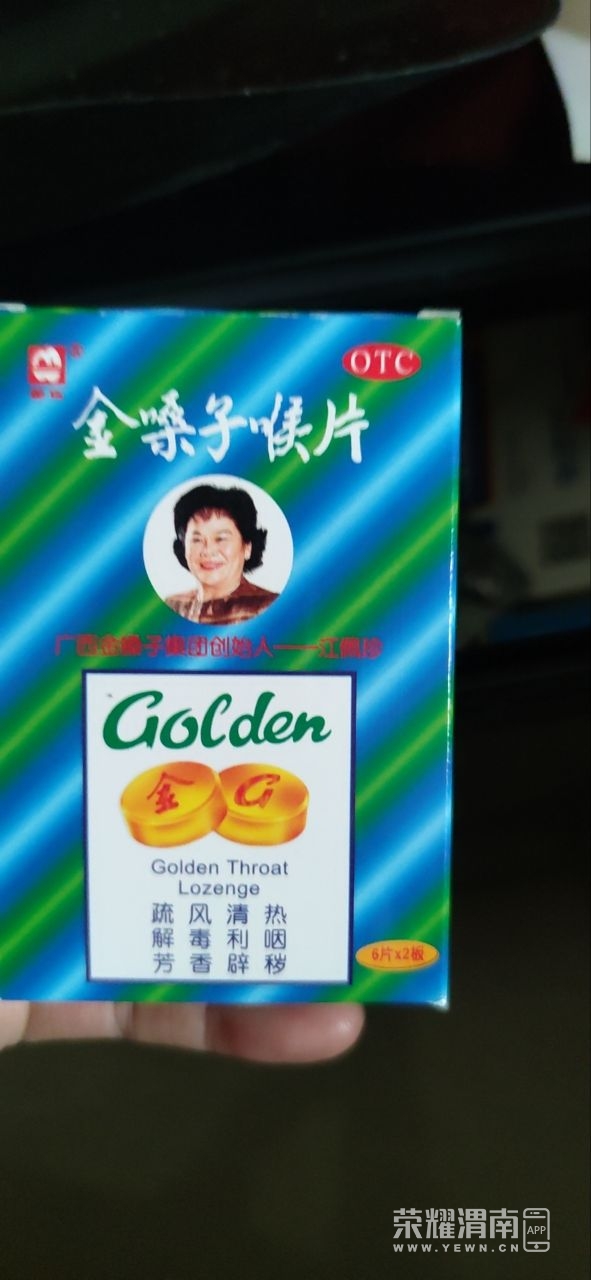 OTC
金嗓子喉片
广西金嗓子集团创始人——江佩珍
Golden
金 G
Golden Throat
Lozenge
疏风清热
解毒利咽
芳香辟秽
6片x2板
荣耀渭南 APP
WWW.YEWN.CN